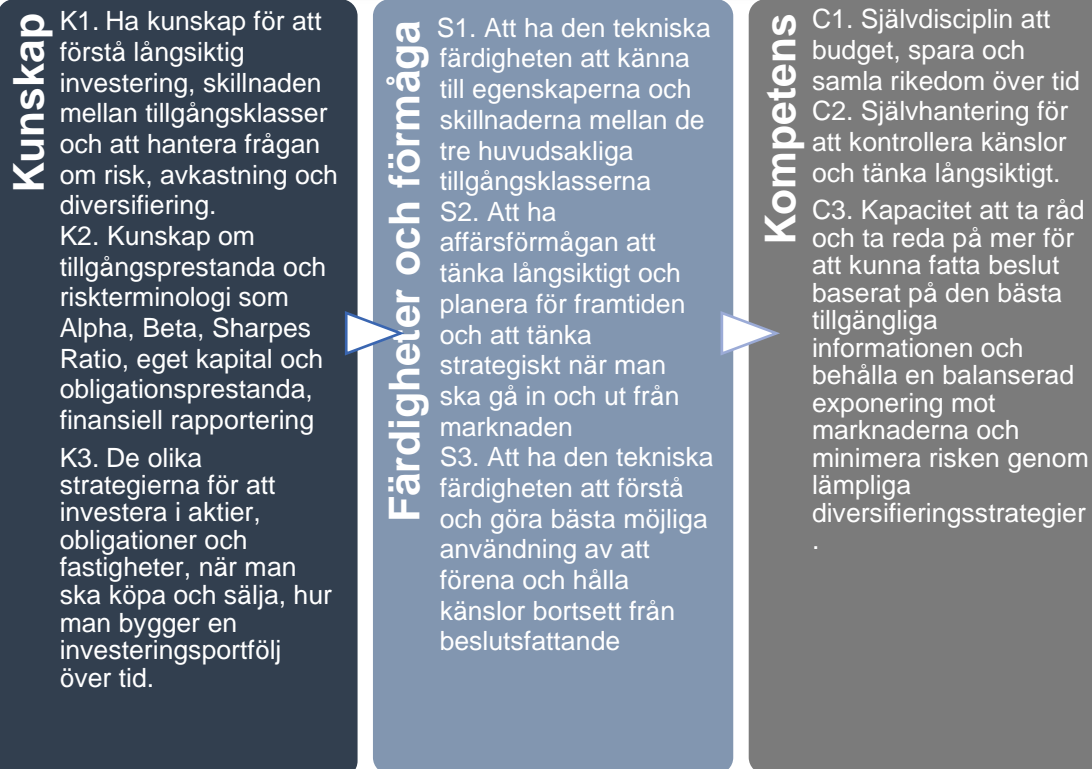 Kunskap
K1. Ha kunskap för att
förstå långsiktig
investering, skillnaden
mellan tillgångsklasser
och att hantera frågan
om risk, avkastning och
diversifiering.
K2. Kunskap om
tillgångsprestanda och
riskterminologi som
Alpha, Beta, Sharpes
Ratio, eget kapital och
obligationsprestanda,
finansiell rapportering
K3. De olika
strategierna för att
investera i aktier,
obligationer och
fastigheter, när man
ska köpa och sälja, hur
man bygger en
investeringsportfölj
över tid.
Färdigheter och förmåga
S1. Att ha den tekniska
färdigheten att känna
till egenskaperna och
skillnaderna mellan de
tre huvudsakliga
tillgångsklasserna
S2. Att ha
affärsförmågan att
tänka långsiktigt och
planera för framtiden
och att tänka
strategiskt när man
ska gå in och ut från
marknaden
S3. Att ha den tekniska
färdigheten att förstå
och göra bästa möjliga
användning av att
förena och hålla
känslor bortsett från
beslutsfattande
Kompetens
C1. Självdisciplin att
budget, spara och
samla rikedom över tid
C2. Självhantering för
att kontrollera känslor
och tänka långsiktigt.
C3. Kapacitet att ta råd
och ta reda på mer för
att kunna fatta beslut
baserat på den bästa
tillgängliga
informationen och
behålla en balanserad
exponering mot
marknaderna och
minimera risken genom
lämpliga
diversifieringsstrategier
.